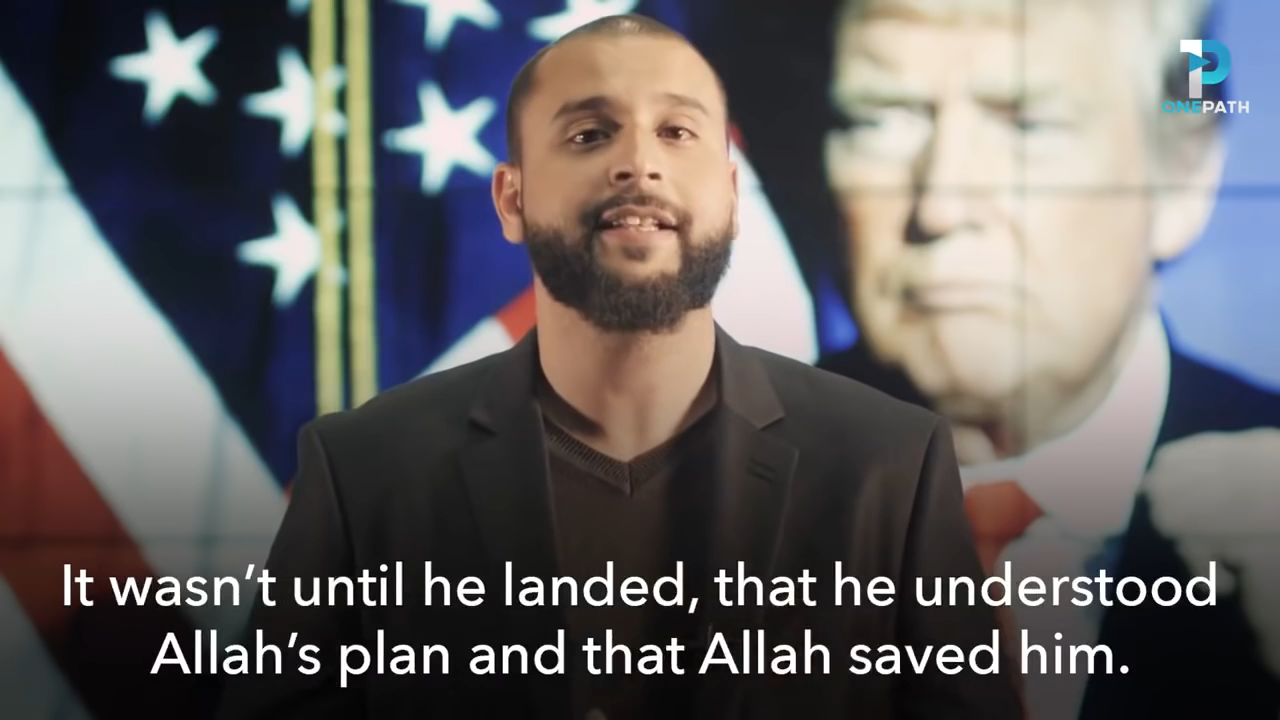 ONEPATH
It wasn’t until he landed, that he understood
Allah’s plan and that Allah saved him.